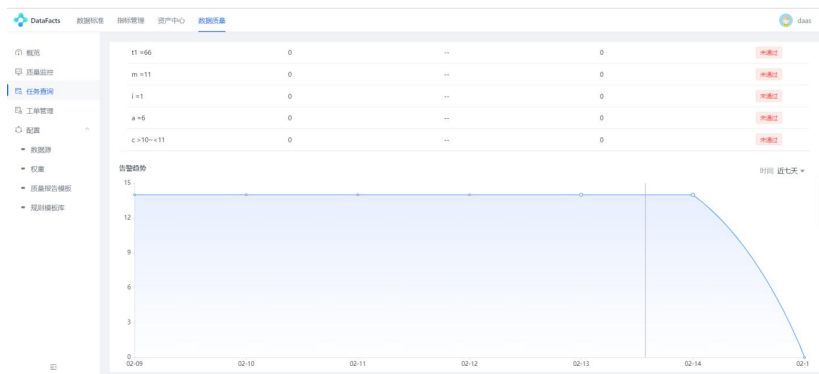 DataFacts 数据标准 指标管理 资产中心 数据质量 daas
概览
质量监控
任务查询
工单管理
配置
数据源
权重
质量报告模板
规则模板库
t1 =66 0 -- 0 未通过
m =11 0 -- 0 未通过
i =1 0 -- 0 未通过
a =6 0 -- 0 未通过
c >10~<11 0 -- 0 未通过
告警趋势 时间 近七天
15
12
9
6
3
0
02-09 02-10 02-11 02-12 02-13 02-14 02-1